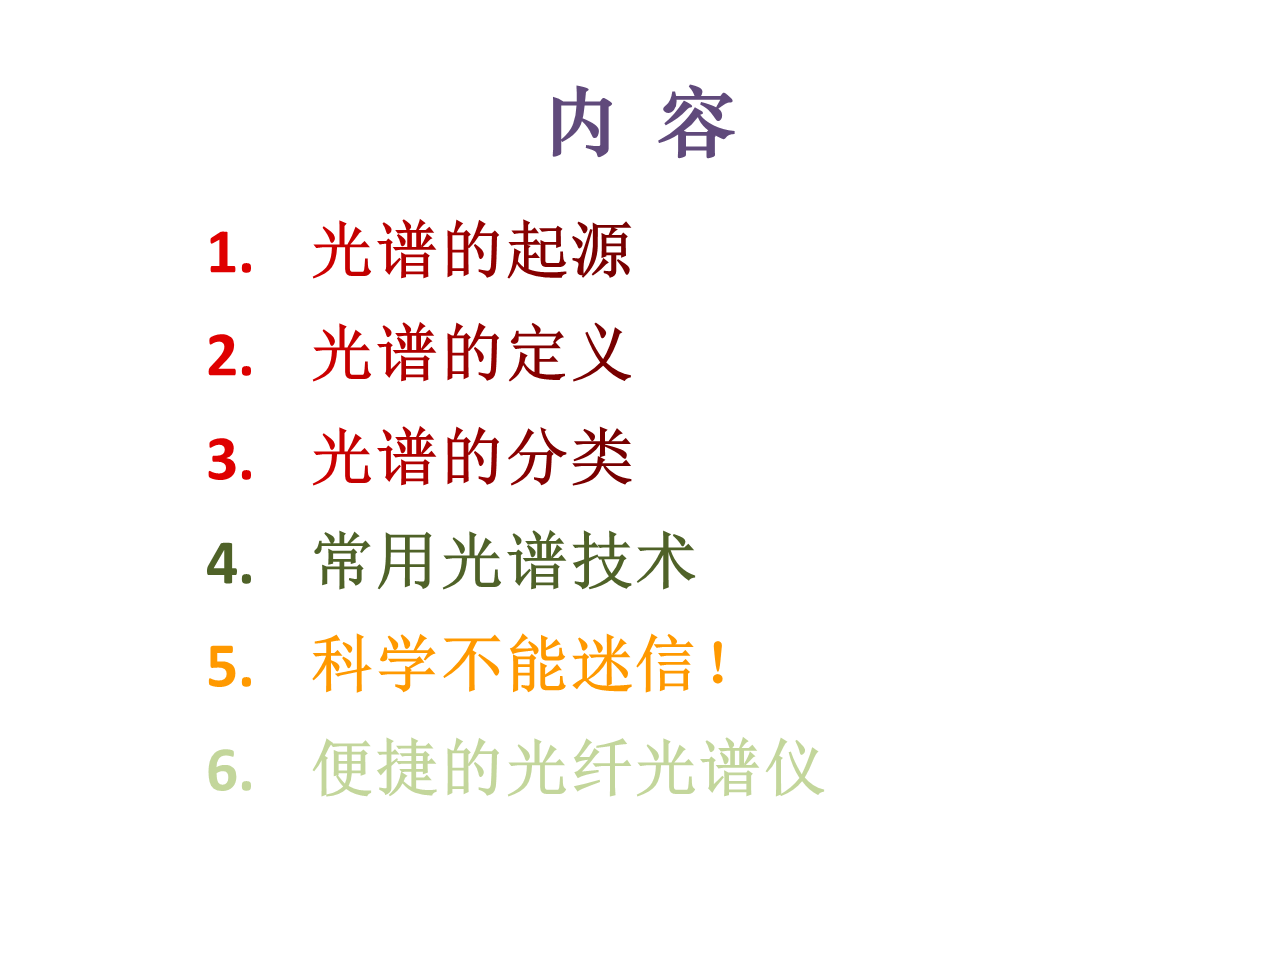 内 容
1. 光谱的起源
2. 光谱的定义
3. 光谱的分类
4. 常用光谱技术
5. 科学不能迷信！
6. 便捷的光纤光谱仪